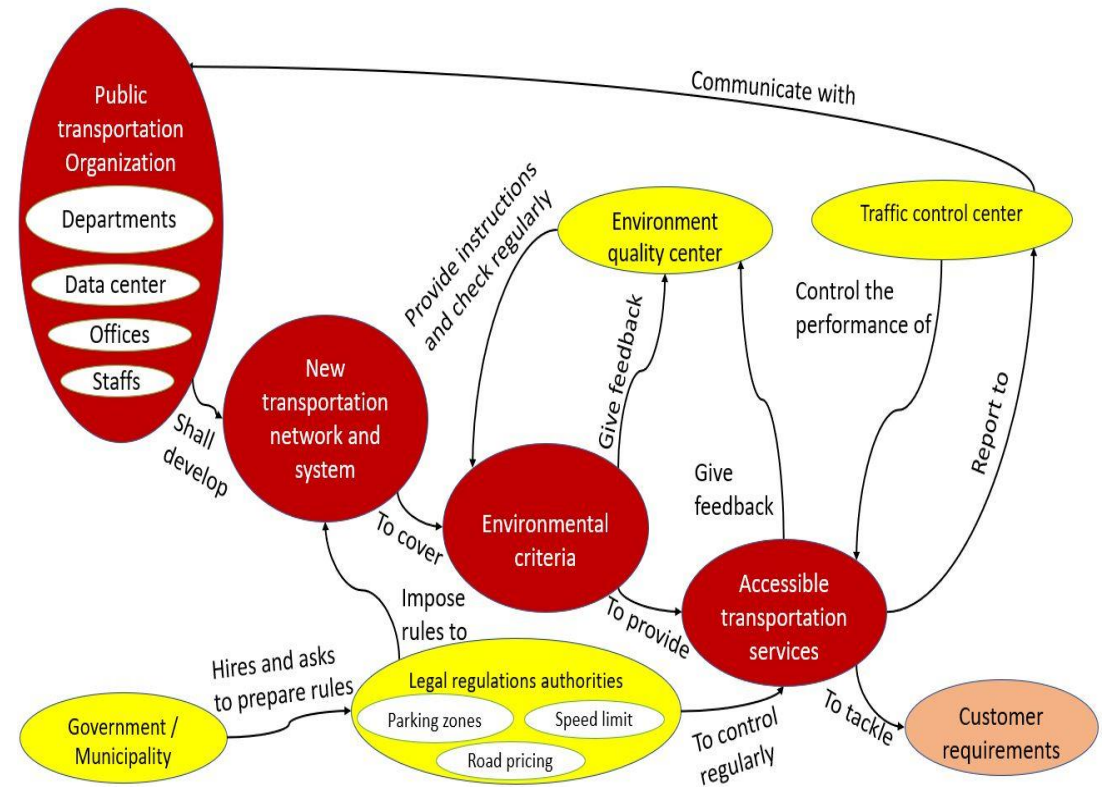 Public
transportation
Organization
Departments
Data center
Offices
Staffs
Communicate with
Provide instructions
and check regularly
Environment
quality center
Traffic control center
Control the
performance of
Give feedback
Report to
New
transportation
network and
system
Shall
develop
To cover
Environmental
criteria
Give
feedback
Accessible
transportation
services
To provide
Impose
rules to
Hires and asks
to prepare rules
Legal regulations authorities
Parking zones
Speed limit
Road pricing
Government /
Municipality
To control
regularly
To tackle
Customer
requirements